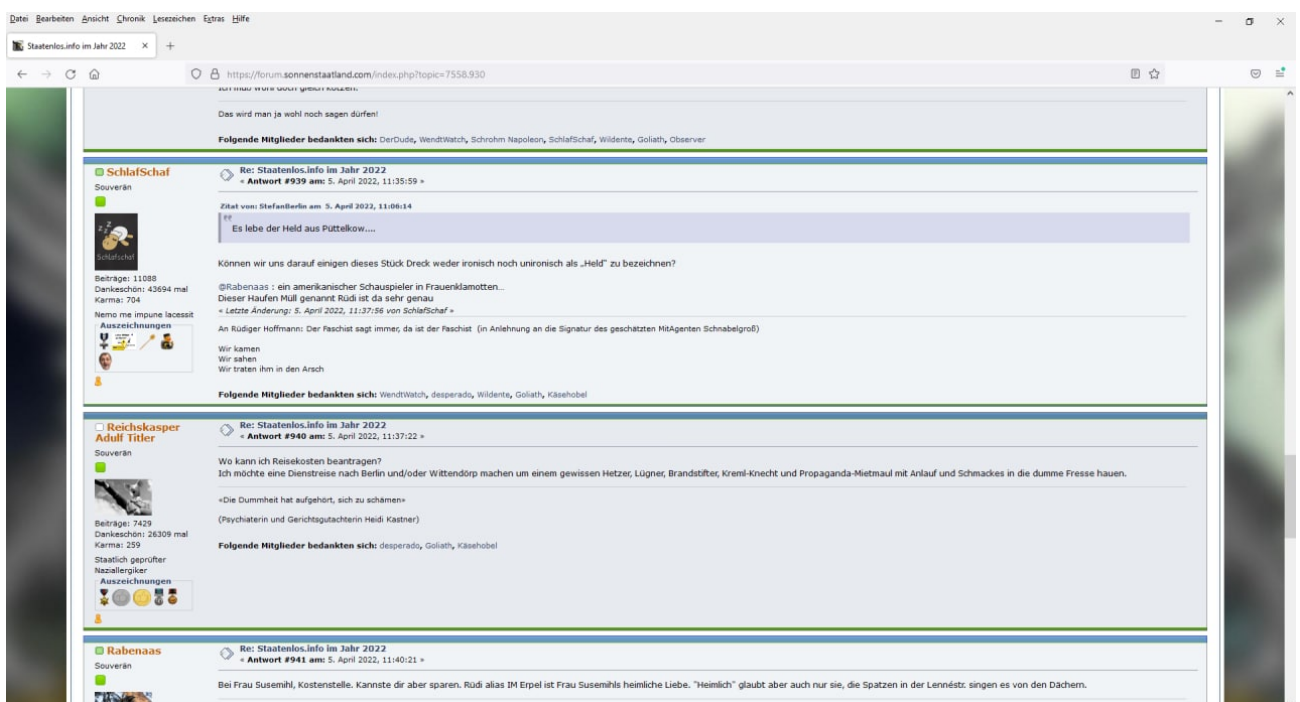 Datei Bearbeiten Ansicht Chronik Lesezeichen Extras Hilfe
Staatenlos.info im Jahr 2022
https://forum.sonnenstaatland.com/index.php?topic=7558.930
Ich muß wohl doch gleich kotzen.
Das wird man ja wohl noch sagen dürfen!
Folgende Mitglieder bedankten sich: DerDude, WendtWatch, Schrohm Napoleon, SchlafSchaf, Wildente, Goliath, Observer
SchlafSchaf
Souverän
Schlafschaf
Beiträge: 11088
Dankeschön: 43694 mal
Karma: 704
Nemo me impune lacessit
Auszeichnungen
Re: Staatenlos.info im Jahr 2022
« Antwort #939 am: 5. April 2022, 11:35:59 »
Zitat von: StefanBerlin am 5. April 2022, 11:06:14
Es lebe der Held aus Püttelkow....
Können wir uns darauf einigen dieses Stück Dreck weder ironisch noch unironisch als „Held" zu bezeichnen?
@Rabenaas : ein amerikanischer Schauspieler in Frauenklamotten...
Dieser Haufen Müll genannt Rüdi ist da sehr genau
« Letzte Änderung: 5. April 2022, 11:37:56 von SchlafSchaf »
An Rüdiger Hoffmann: Der Faschist sagt immer, da ist der Faschist (in Anlehnung an die Signatur des geschätzten MitAgenten Schnabelgroß)
Wir kamen
Wir sahen
Wir traten ihm in den Arsch
Folgende Mitglieder bedankten sich: WendtWatch, desperado, Wildente, Goliath, Käsehobel
Reichskasper
Adulf Titler
Souverän
Beiträge: 7429
Dankeschön: 26309 mal
Karma: 259
Staatlich geprüfter
Naziallergiker
Auszeichnungen
Re: Staatenlos.info im Jahr 2022
« Antwort #940 am: 5. April 2022, 11:37:22 »
Wo kann ich Reisekosten beantragen?
Ich möchte eine Dienstreise nach Berlin und/oder Wittendörp machen um einem gewissen Hetzer, Lügner, Brandstifter, Kreml-Knecht und Propaganda-Mietmaul mit Anlauf und Schmackes in die dumme Fresse hauen.
«Die Dummheit hat aufgehört, sich zu schämen»
(Psychiaterin und Gerichtsgutachterin Heidi Kastner)
Folgende Mitglieder bedankten sich: desperado, Goliath, Käsehobel
Rabenaas
Souverän
Re: Staatenlos.info im Jahr 2022
« Antwort #941 am: 5. April 2022, 11:40:21 »
Bei Frau Susemihl, Kostenstelle. Kannste dir aber sparen. Rüdi alias IM Erpel ist Frau Susemihls heimliche Liebe. "Heimlich" glaubt aber auch nur sie, die Spatzen in der Lennéstr. singen es von den Dächern.